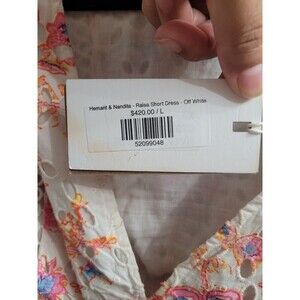 Hemant & Nandita - Raisa Short Dress - Off White
$420.00 / L
52099048